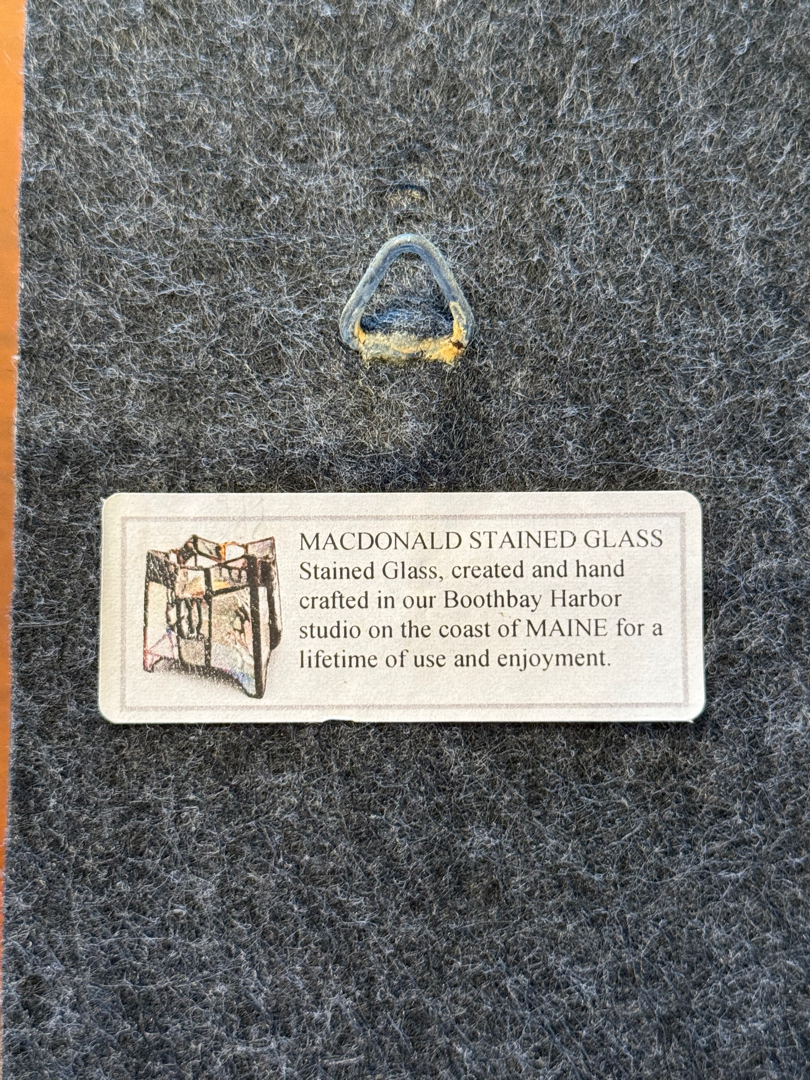 MACDONALD STAINED GLASS
Stained Glass, created and hand
crafted in our Boothbay Harbor
studio on the coast of MAINE for a
lifetime of use and enjoyment.